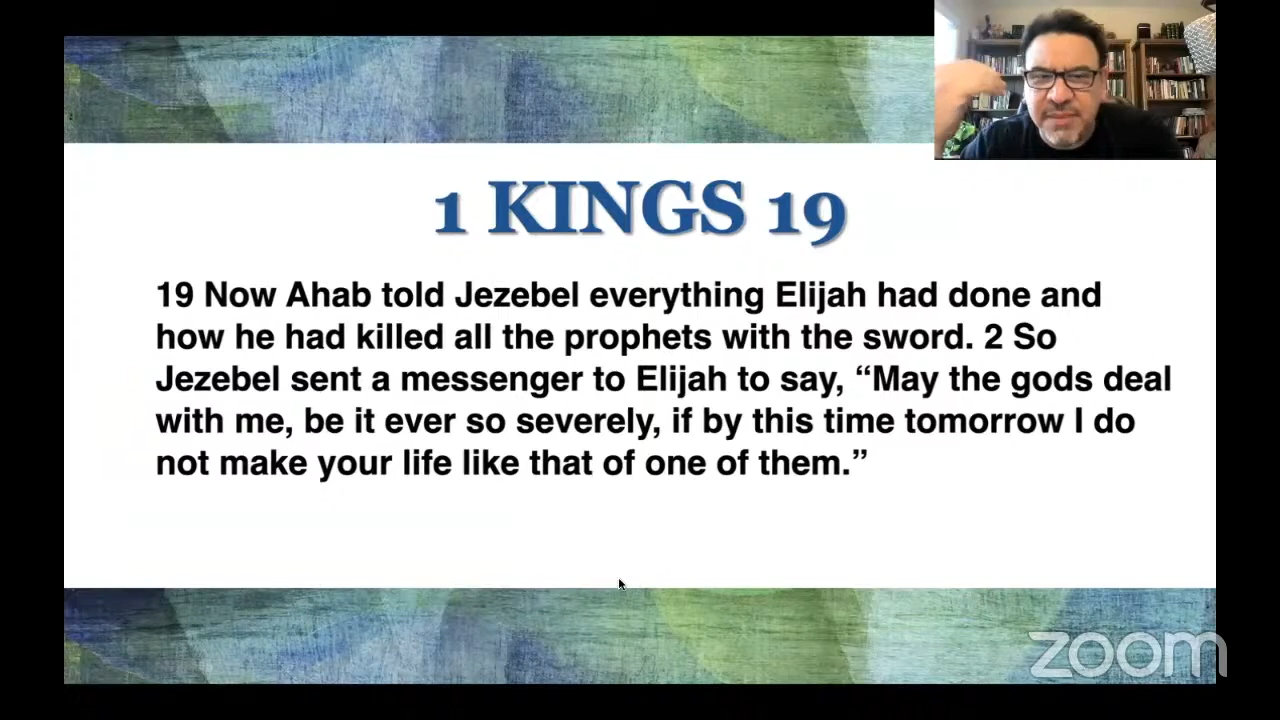 1 KINGS 19
19 Now Ahab told Jezebel everything Elijah had done and
how he had killed all the prophets with the sword. 2 So
Jezebel sent a messenger to Elijah to say, “May the gods deal
with me, be it ever so severely, if by this time tomorrow I do
not make your life like that of one of them.”
zoom